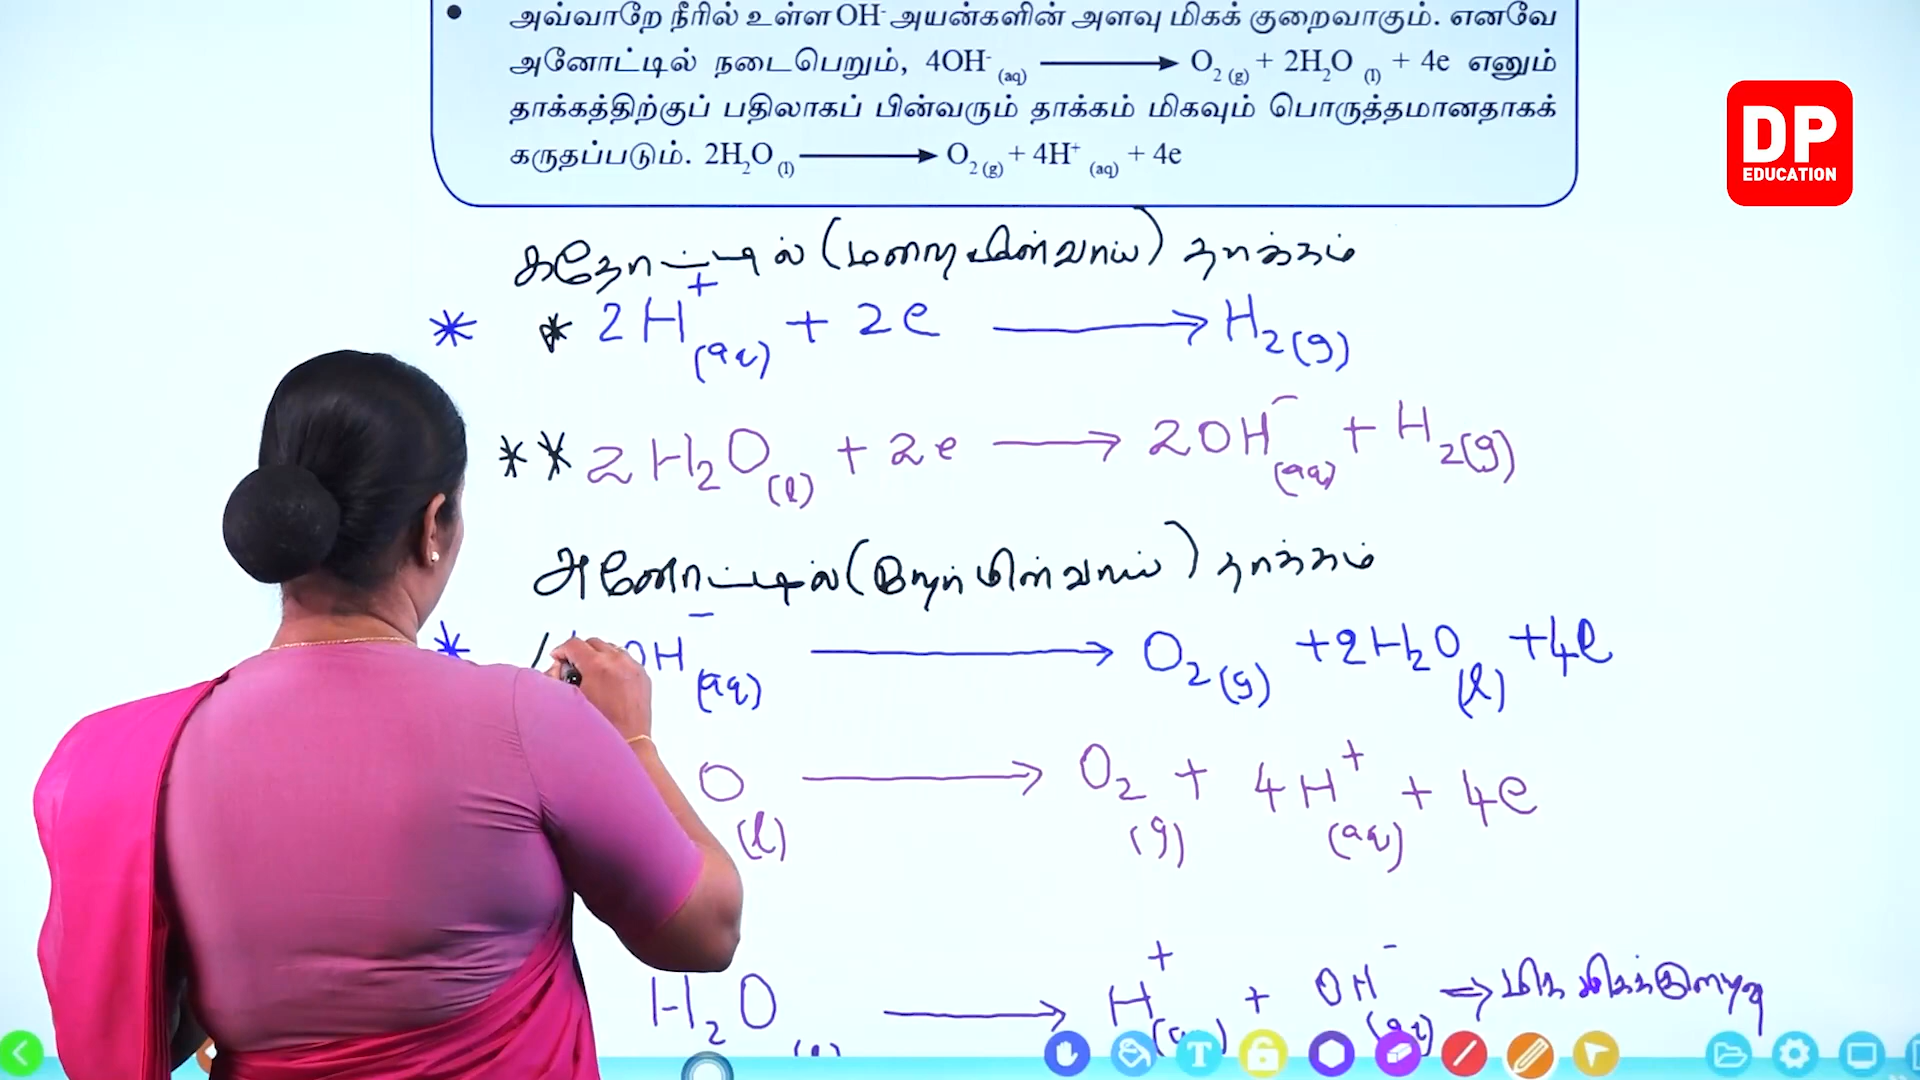 • அவ்வாறே நீரில் உள்ள OH⁻ அயன்களின் அளவு மிகக் குறைவாகும். எனவே
அனோட்டில் நடைபெறும், 4OH⁻ (aq) ⟶ O₂ (g) + 2H₂O (l) + 4e எனும்
தாக்கத்திற்குப் பதிலாகப் பின்வரும் தாக்கம் மிகவும் பொருத்தமானதாகக்
கருதப்படும். 2H₂O (l) ⟶ O₂ (g) + 4H⁺ (aq) + 4e
DP
EDUCATION
கதோட்டில் (மறைமின்வாய்) தாக்கம்
* * 2H⁺(aq) + 2e ⟶ H₂(g)
** 2H₂O(l) + 2e ⟶ 2OH⁻(aq) + H₂(g)
அனோட்டில் (நேர்மின்வாய்) தாக்கம்
* OH⁻(aq) ⟶ O₂(g) + 2H₂O(l) + 4e
O(l) ⟶ O₂(g) + 4H⁺(aq) + 4e
H₂O ⟶ H⁺ + OH⁻(aq) ⇒ மிக மிகக்குறைவு